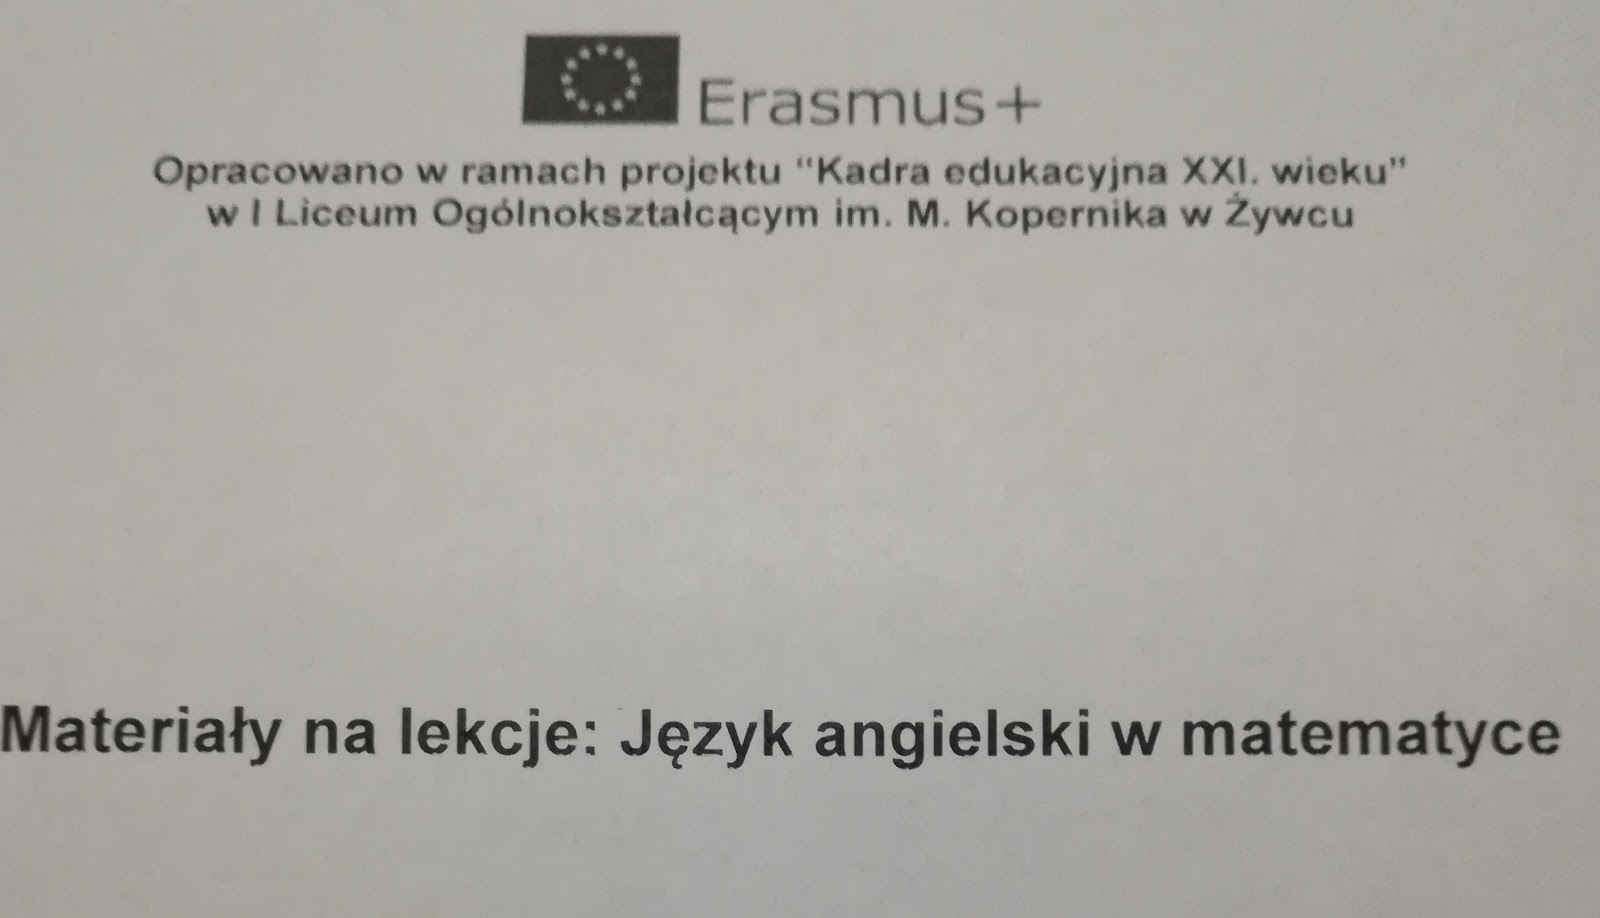 Erasmus+
Opracowano w ramach projektu "Kadra edukacyjna XXI. wieku"
w I Liceum Ogólnokształcącym im. M. Kopernika w Żywcu
Materiały na lekcje: Język angielski w matematyce